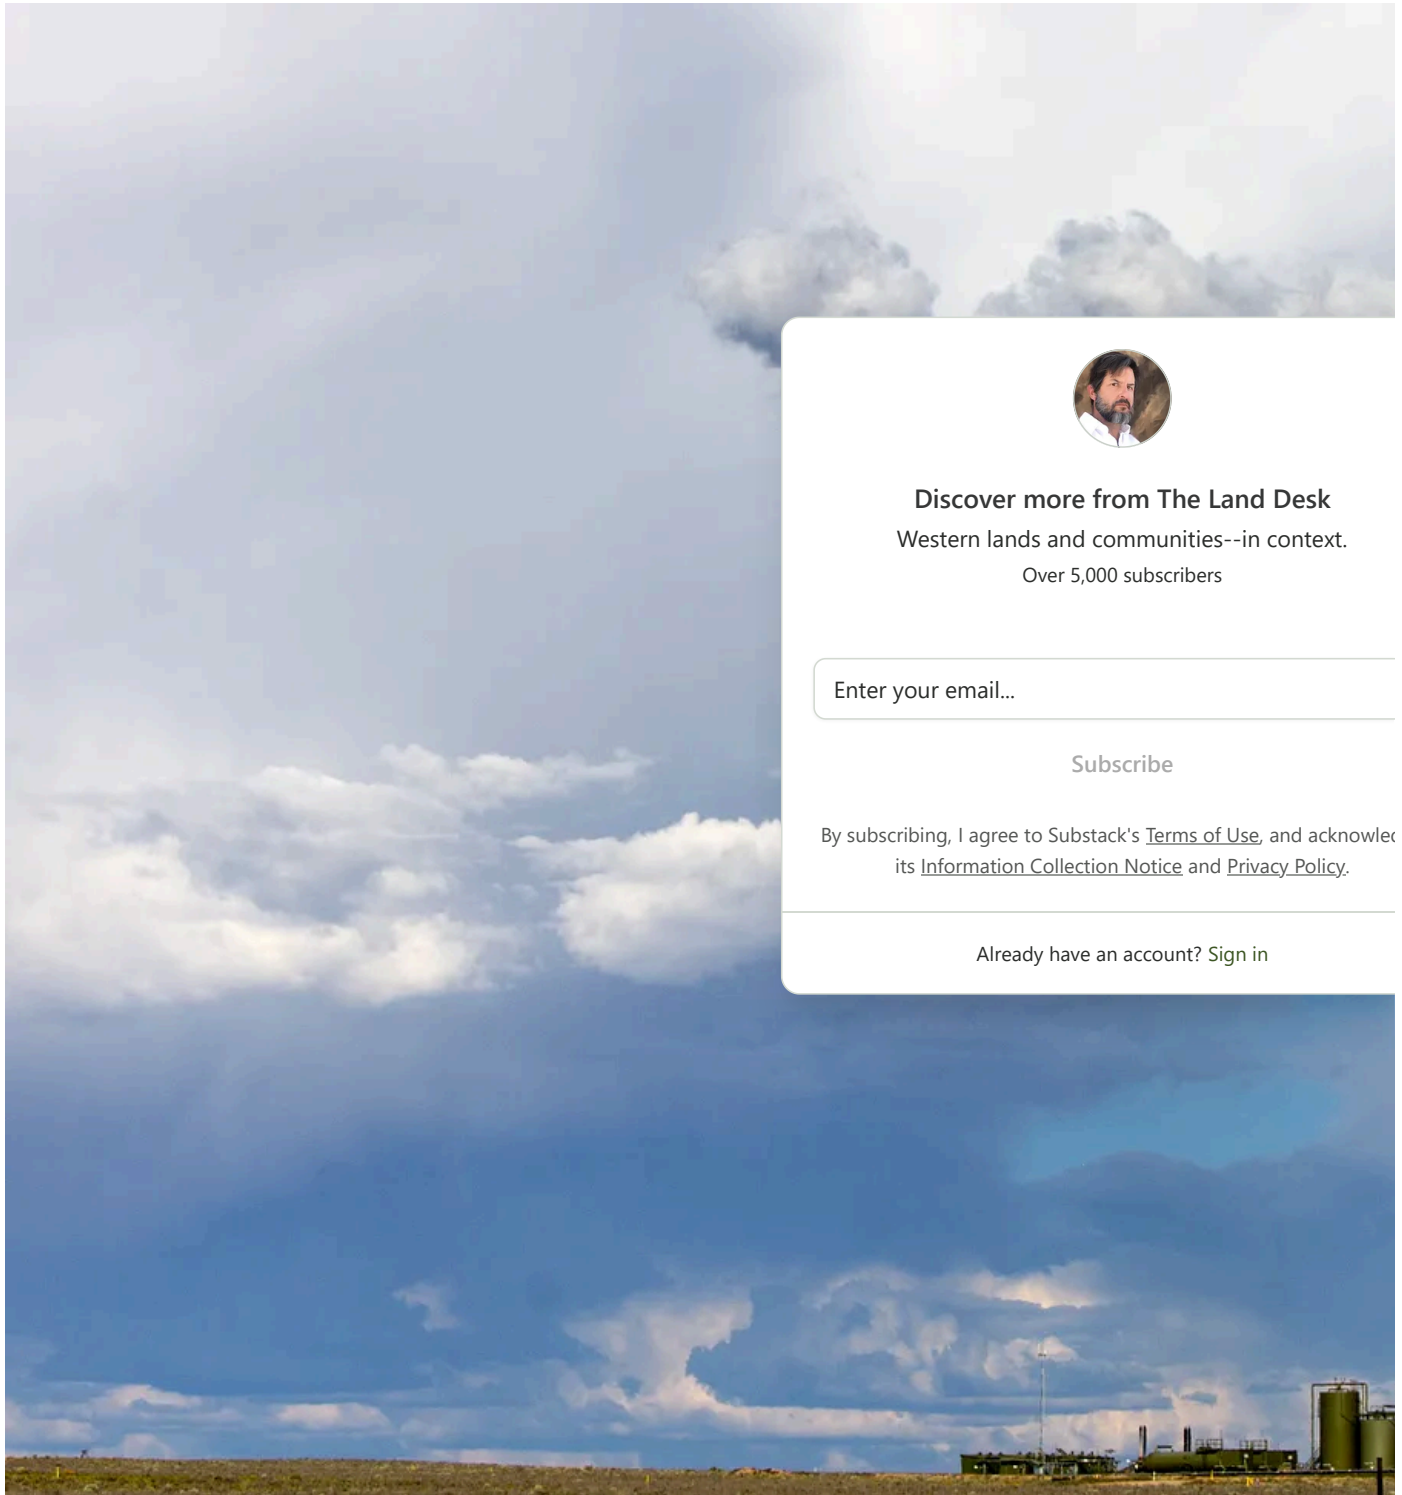 Discover more from The Land Desk
Western lands and communities--in context.
Over 5,000 subscribers
Enter your email...
Subscribe
By subscribing, I agree to Substack's Terms of Use, and
its Information Collection Notice and Privacy Policy.
Already have an account? Sign in